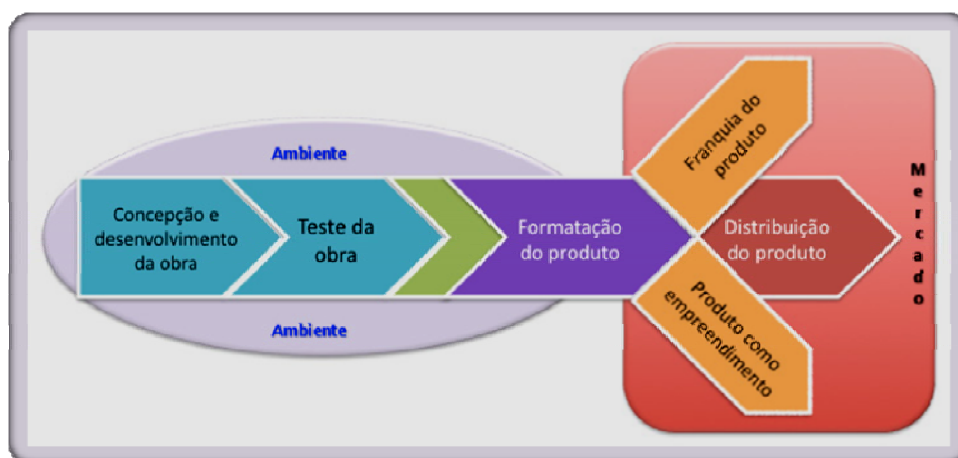 Ambiente
Concepção e
desenvolvimento
da obra
Teste da
obra
Formatação
do produto
Franquia do
produto
Distribuição
do produto
Produto como
empreendimento
Mercado
Ambiente